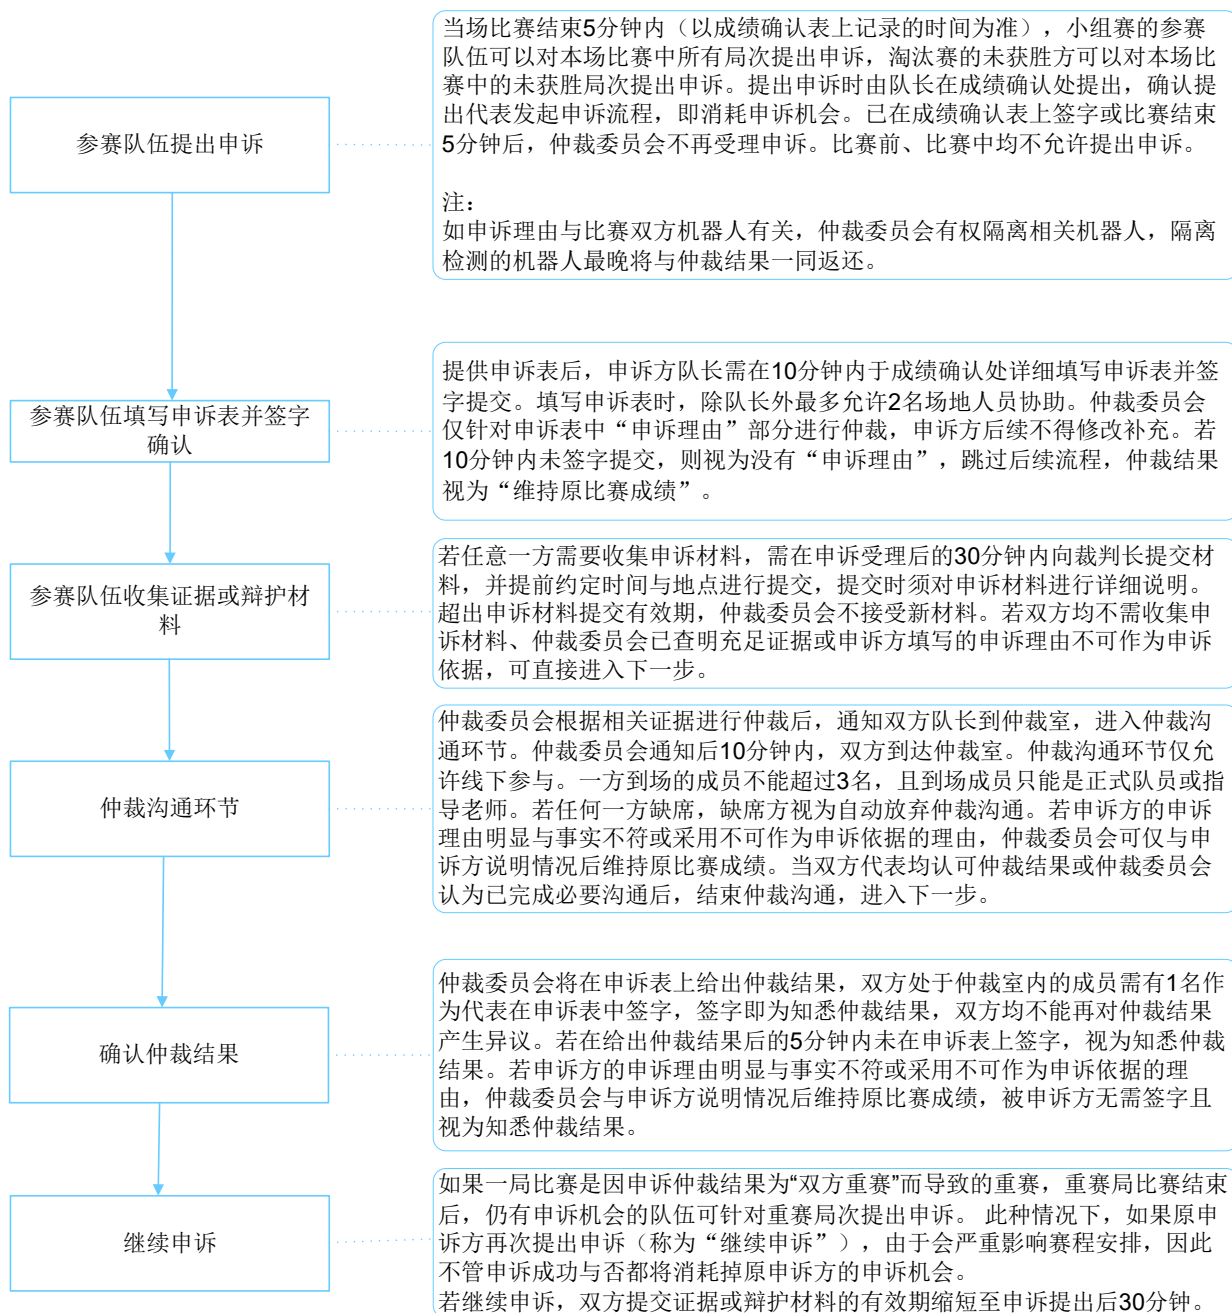 参赛队伍提出申诉
当场比赛结束5分钟内（以成绩确认表上记录的时间为准），小组赛的参赛
队伍可以对本场比赛中所有局次提出申诉，淘汰赛的未获胜方可以对本场比
赛中的未获胜局次提出申诉。提出申诉时由队长在成绩确认处提出，确认提
出代表发起申诉流程，即消耗申诉机会。已在成绩确认表上签字或比赛结束
5分钟后，仲裁委员会不再受理申诉。比赛前、比赛中均不允许提出申诉。
注：
如申诉理由与比赛双方机器人有关，仲裁委员会有权隔离相关机器人，隔离
检测的机器人最晚将与仲裁结果一同返还。
参赛队伍填写申诉表并签字
确认
提供申诉表后，申诉方队长需在10分钟内于成绩确认处详细填写申诉表并签
字提交。填写申诉表时，除队长外最多允许2名场地人员协助。仲裁委员会
仅针对申诉表中“申诉理由”部分进行仲裁，申诉方后续不得修改补充。若
10分钟内未签字提交，则视为没有“申诉理由”，跳过后续流程，仲裁结果
视为“维持原比赛成绩”。
参赛队伍收集证据或辩护材
料
若任意一方需要收集申诉材料，需在申诉受理后的30分钟内向裁判长提交材
料，并提前约定时间与地点进行提交，提交时须对申诉材料进行详细说明。
超出申诉材料提交有效期，仲裁委员会不接受新材料。若双方均不需收集申
诉材料、仲裁委员会已查明充足证据或申诉方填写的申诉理由不可作为申诉
依据，可直接进入下一步。
仲裁沟通环节
仲裁委员会根据相关证据进行仲裁后，通知双方队长到仲裁室，进入仲裁沟
通环节。仲裁委员会通知后10分钟内，双方到达仲裁室。仲裁沟通环节仅允
许线下参与。一方到场的成员不能超过3名，且到场成员只能是正式队员或指
导老师。若任何一方缺席，缺席方视为自动放弃仲裁沟通。若申诉方的申诉
理由明显与事实不符或采用不可作为申诉依据的理由，仲裁委员会可仅与申
诉方说明情况后维持原比赛成绩。当双方代表均认可仲裁结果或仲裁委员会
认为已完成必要沟通后，结束仲裁沟通，进入下一步。
确认仲裁结果
仲裁委员会将在申诉表上给出仲裁结果，双方处于仲裁室内的成员需有1名作
为代表在申诉表中签字，签字即为知悉仲裁结果，双方均不能再对仲裁结果
产生异议。若在给出仲裁结果后的5分钟内未在申诉表上签字，视为知悉仲裁
结果。若申诉方的申诉理由明显与事实不符或采用不可作为申诉依据的理
由，仲裁委员会与申诉方说明情况后维持原比赛成绩，被申诉方无需签字且
视为知悉仲裁结果。
继续申诉
如果一局比赛是因申诉仲裁结果为“双方重赛”而导致的重赛，重赛局比赛结束
后，仍有申诉机会的队伍可针对重赛局次提出申诉。 此种情况下，如果原申
诉方再次提出申诉（称为“继续申诉”），由于会严重影响赛程安排，因此
不管申诉成功与否都将消耗掉原申诉方的申诉机会。
若继续申诉，双方提交证据或辩护材料的有效期缩短至申诉提出后30分钟。